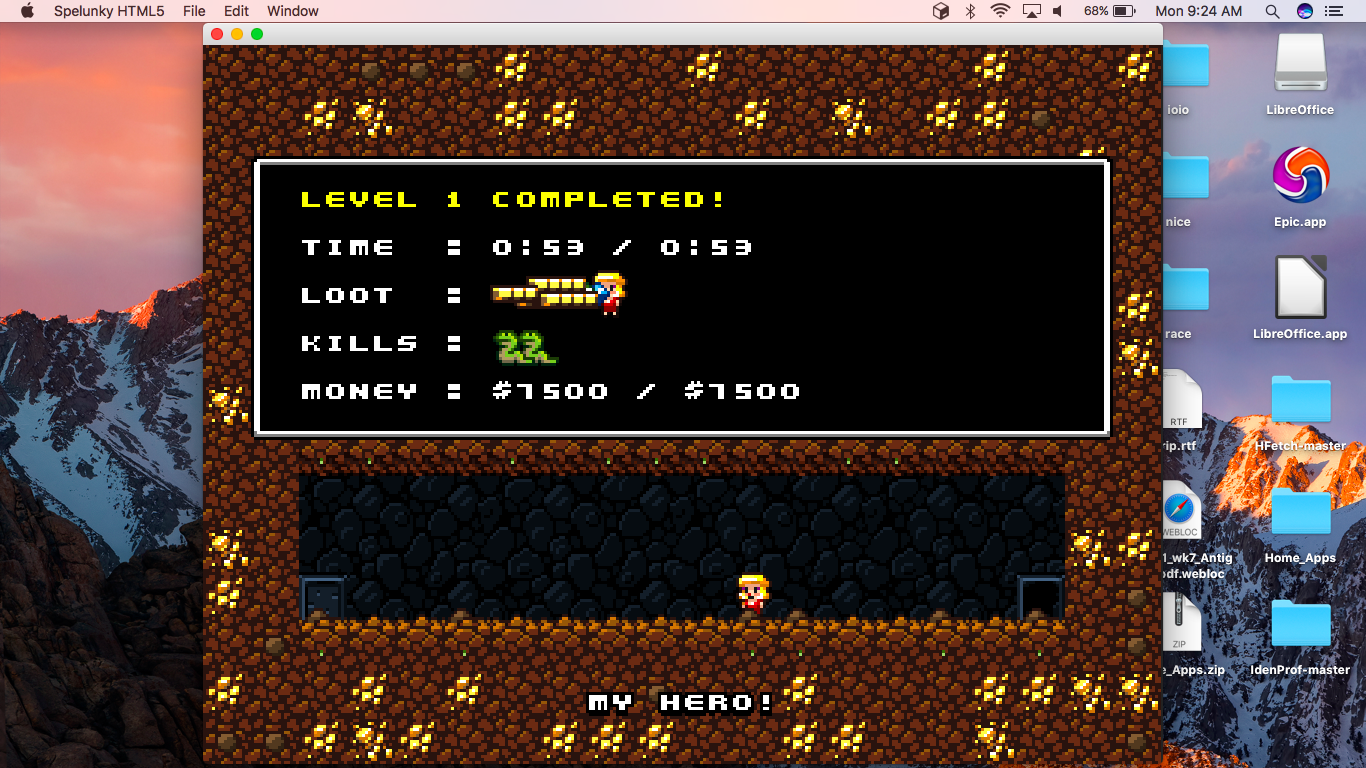 Spelunky HTML5 File Edit Window 68% Mon 9:24 AM
LEVEL 1 COMPLETED!
TIME = 0:53 / 0:53
LOOT =
KILLS =
MONEY = #7500 / #7500
MY HERO!
ioio
LibreOffice
nice
Epic.app
race
LibreOffice.app
RTF
rip.rtf
HFetch-master
WEBLOC
1_wk7_Antig
odf.webloc
Home_Apps
ZIP
e_Apps.zip
IdenProf-master